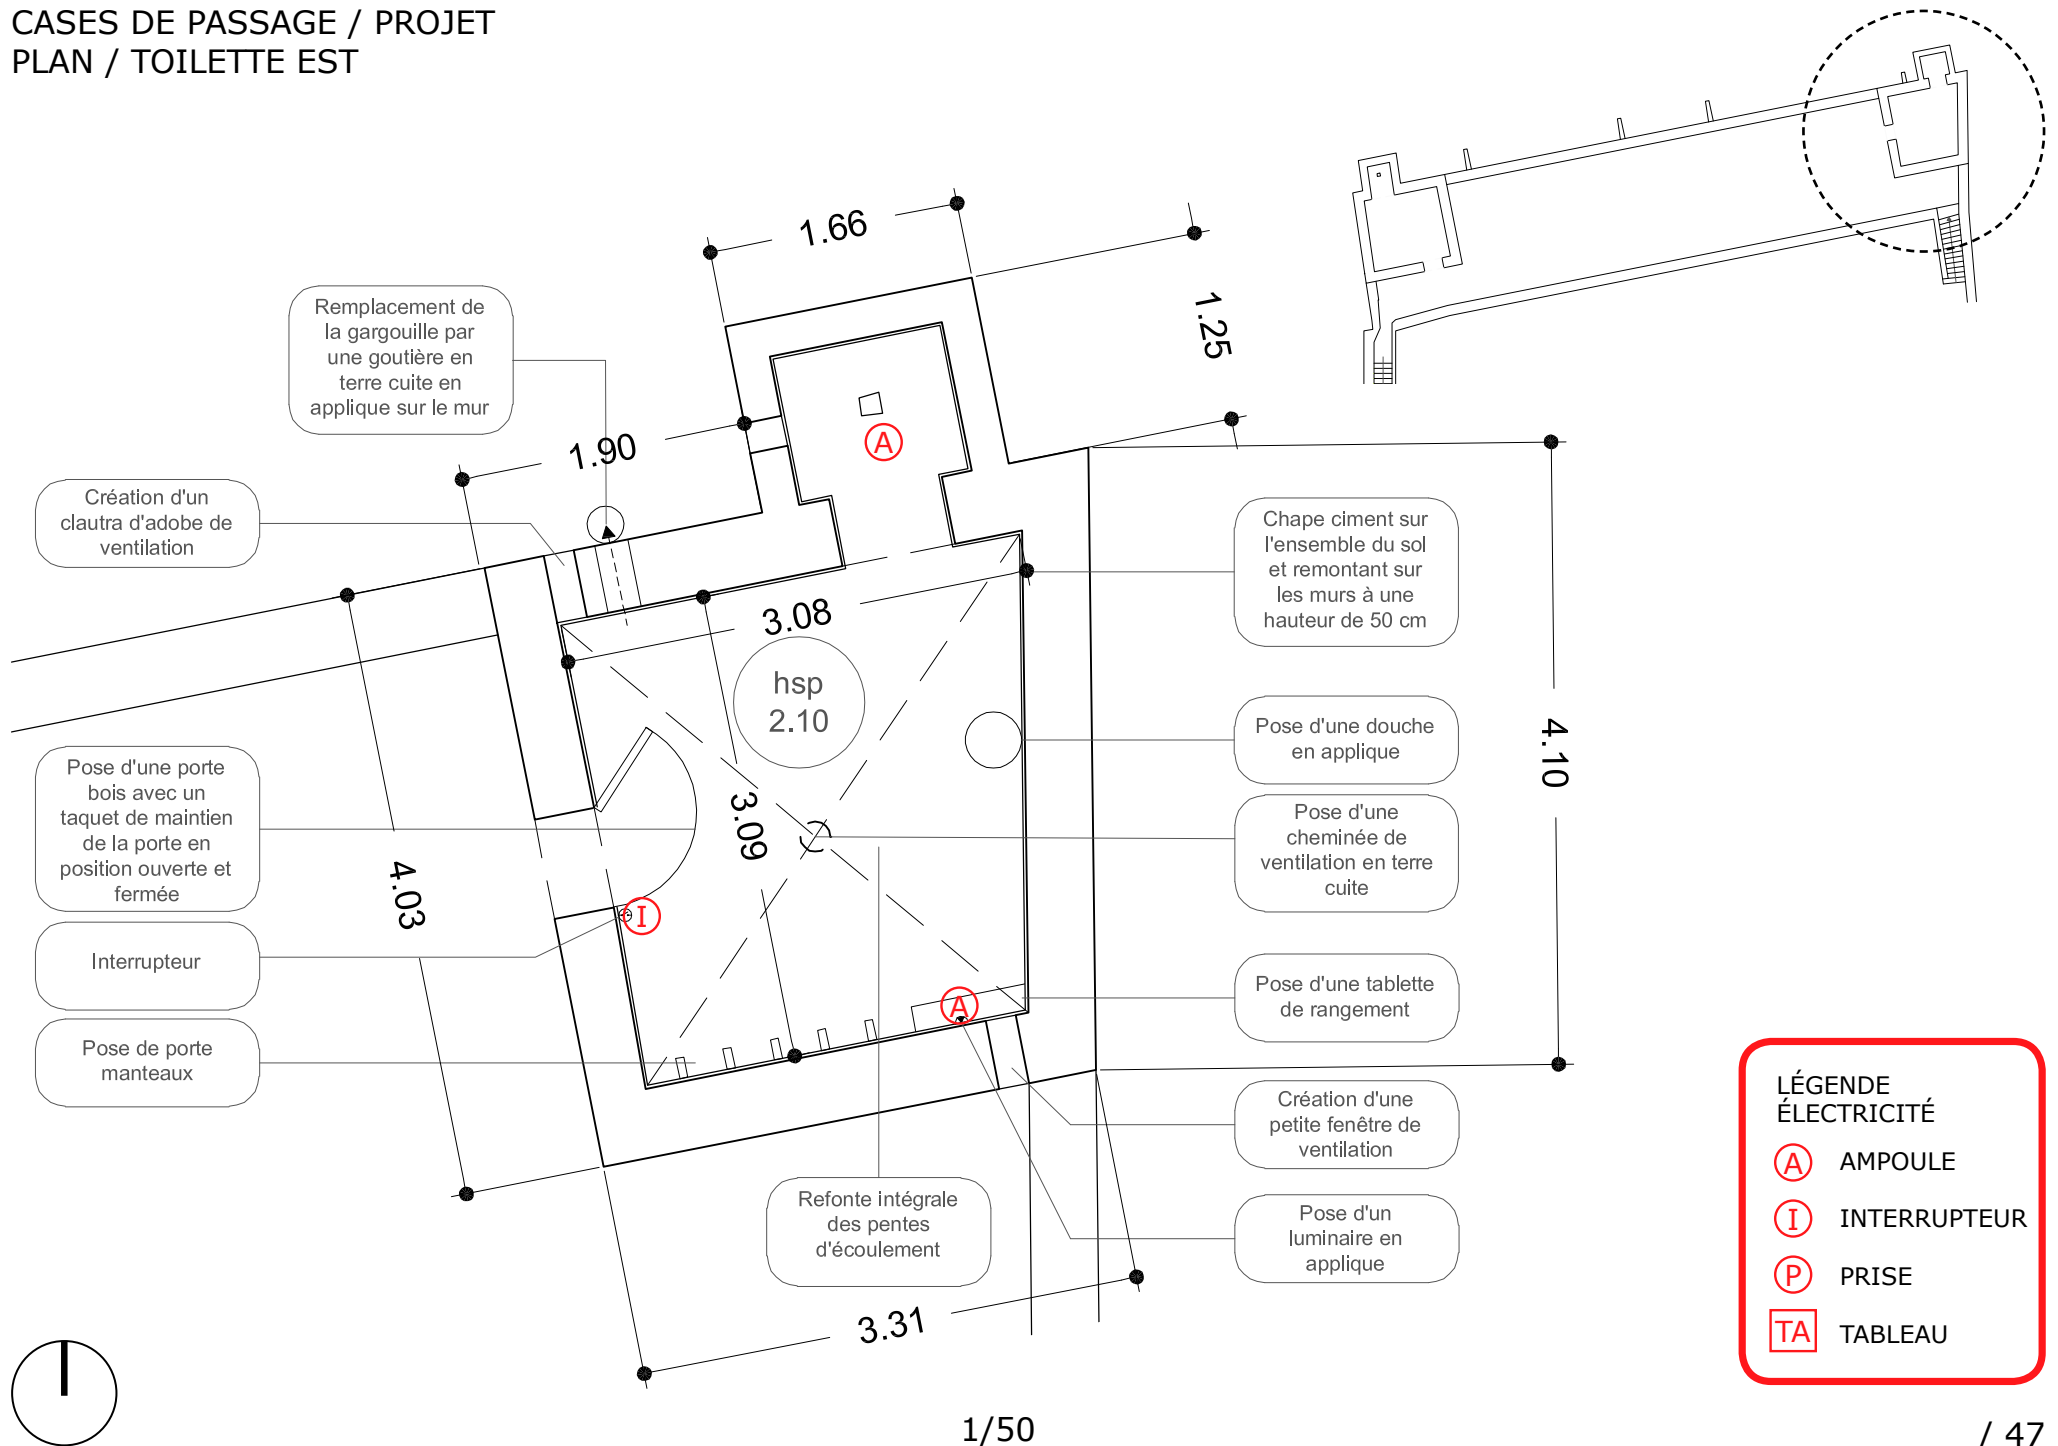 CASES DE PASSAGE / PROJET
PLAN / TOILETTE EST
1.66
1.25
Remplacement de
la gargouille par
une goutière en
terre cuite en
applique sur le mur
A
1.90
Création d'un
clautra d'adobe de
ventilation
Chape ciment sur
l'ensemble du sol
et remontant sur
les murs à une
hauteur de 50 cm
3.08
hsp
2.10
Pose d'une douche
en applique
4.10
Pose d'une porte
bois avec un
taquet de maintien
de la porte en
position ouverte et
fermée
3.09
Pose d'une
cheminée de
ventilation en terre
cuite
4.03
I
Interrupteur
Pose d'une tablette
de rangement
A
Pose de porte
manteaux
Création d'une
petite fenêtre de
ventilation
Refonte intégrale
des pentes
d'écoulement
Pose d'un
luminaire en
applique
3.31
LÉGENDE
ÉLECTRICITÉ
A AMPOULE
I INTERRUPTEUR
P PRISE
TA TABLEAU
1/50
/ 47